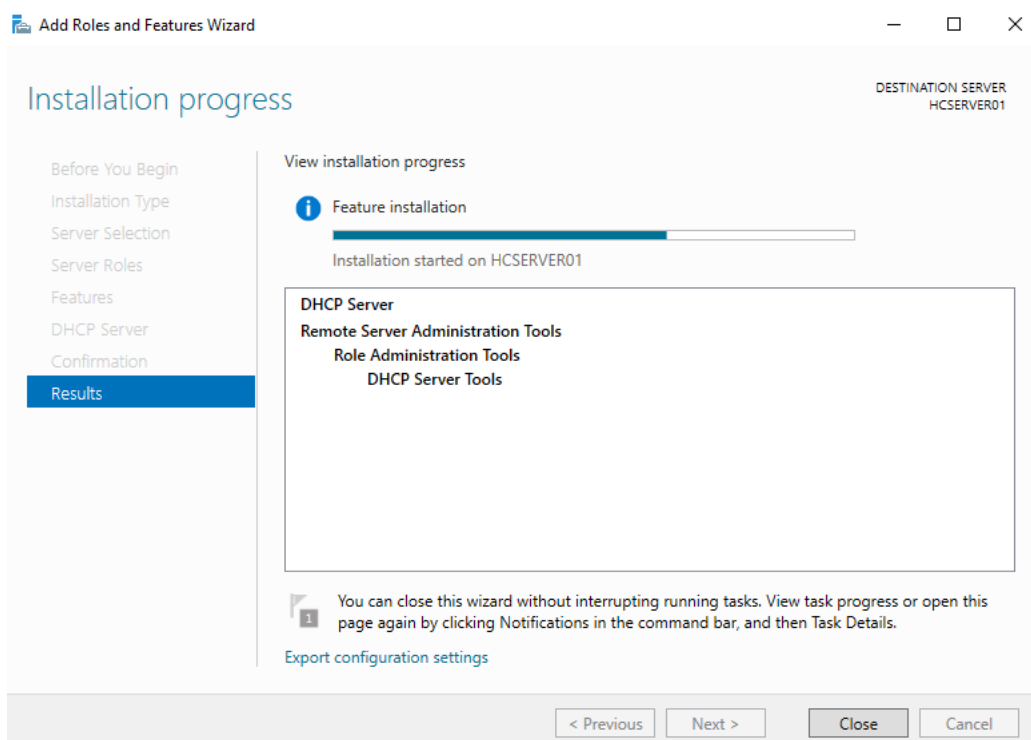 Add Roles and Features Wizard
Installation progress
DESTINATION SERVER
HCSERVER01
Before You Begin
Installation Type
Server Selection
Server Roles
Features
DHCP Server
Confirmation
Results
View installation progress
Feature installation
Installation started on HCSERVER01
DHCP Server
Remote Server Administration Tools
Role Administration Tools
DHCP Server Tools
1
You can close this wizard without interrupting running tasks. View task progress or open this
page again by clicking Notifications in the command bar, and then Task Details.
Export configuration settings
< Previous
Next >
Close
Cancel